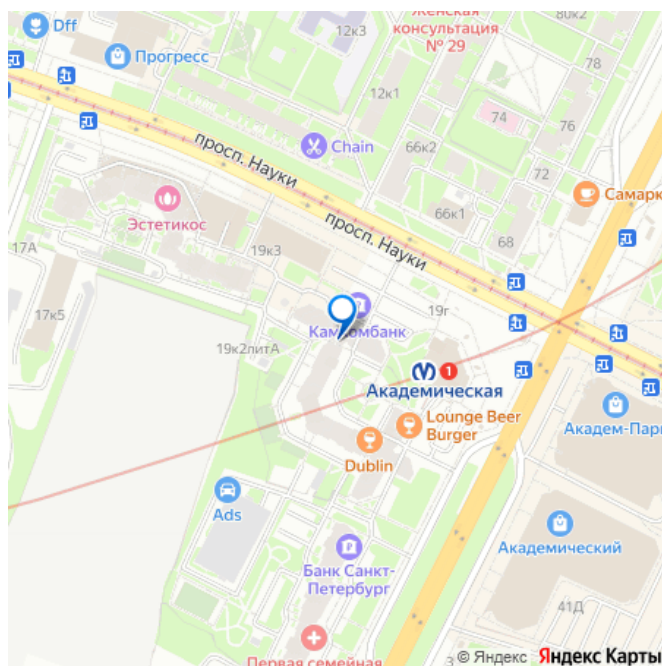 Женская
консультация
№ 29
80к2
Dff
12к3
Прогресс
78
12к1
74
76
66к2
просп. Науки
Chain
72
Самарк
Эстетикос
66к1
просп. Науки
68
17А
19к3
17к5
19г
Камкомбанк
19к2литА
Академическая
1
Lounge Beer
Burger
Академ-Парк
Dublin
Ads
Академический
Банк Санкт-
Петербург
41Д
Первая семейная
© Яндекс Яндекс Карты